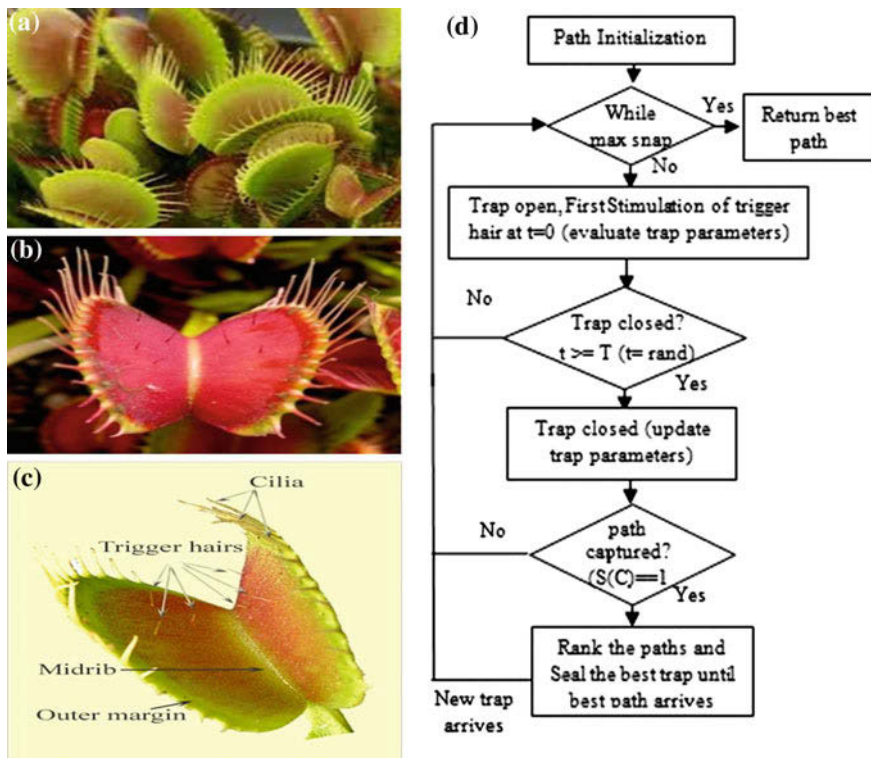 (a)
(b)
(c)
Cilia
Trigger hairs
Midrib
Outer margin
(d)
Path Initialization
While
max snap
Yes
Return best
path
No
Trap open, First Stimulation of trigger
hair at t=0 (evaluate trap parameters)
No
Trap closed?
t >= T (t= rand)
Yes
Trap closed (update
trap parameters)
No
path
captured?
(S(C)==1
Yes
Rank the paths and
Seal the best trap until
best path arrives
New trap
arrives